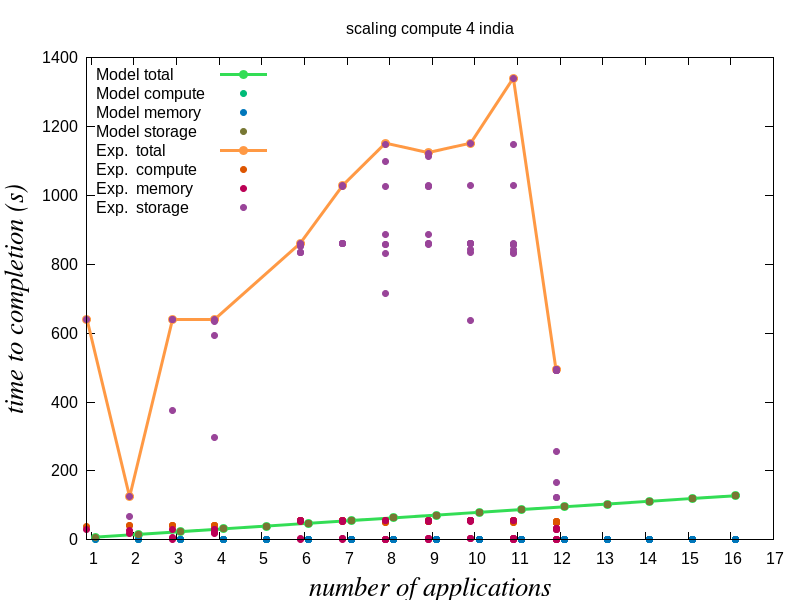 scaling compute 4 india
1400
1200
1000
800
600
400
200
0
time to completion (s)
Model total
Model compute
Model memory
Model storage
Exp. total
Exp. compute
Exp. memory
Exp. storage
1 2 3 4 5 6 7 8 9 10 11 12 13 14 15 16 17
number of applications